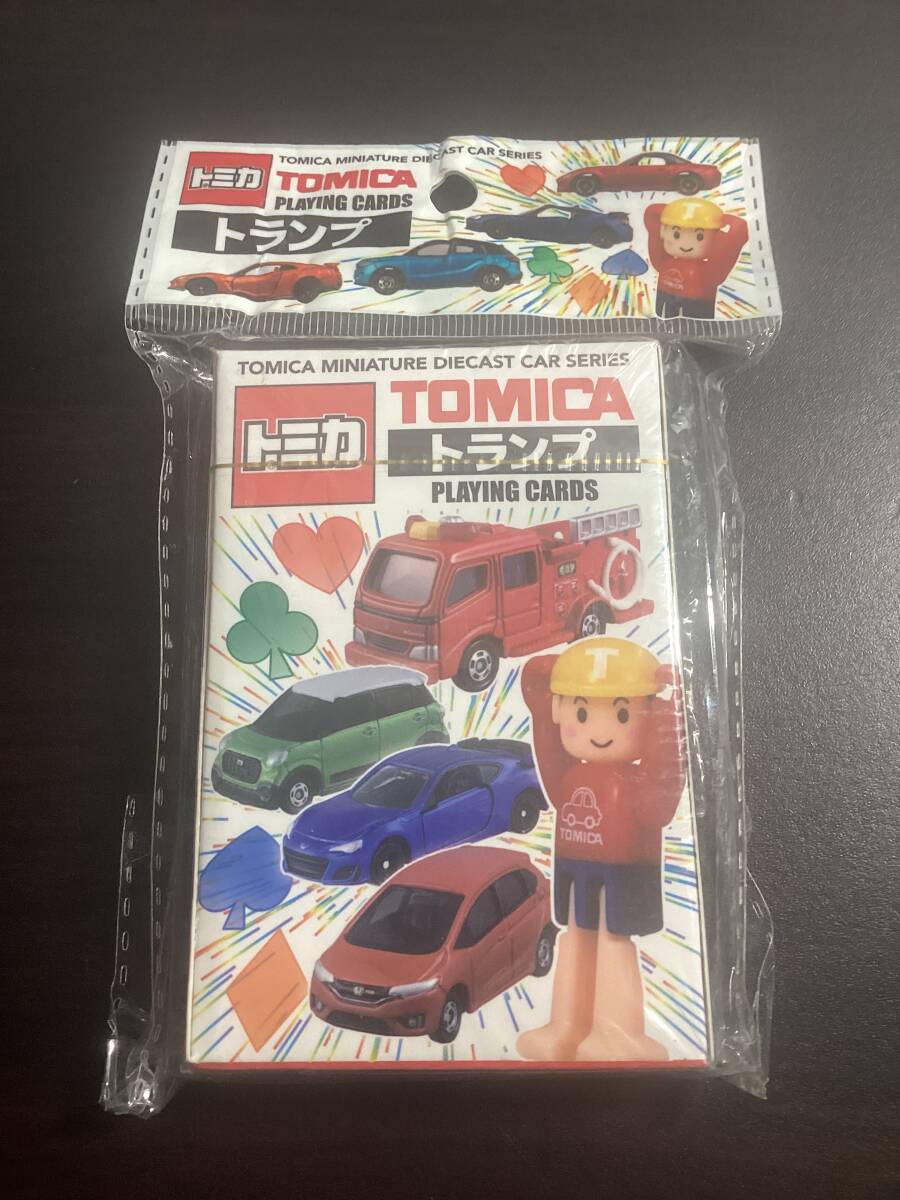 トミカ
TOMICA MINIATURE DIECAST CAR SERIES
TOMICA
PLAYING CARDS
トランプ
T
TOMICA
TOMICA MINIATURE DIECAST CAR SERIES
トミカ
TOMICA
トランプ
PLAYING CARDS
T
TOMICA